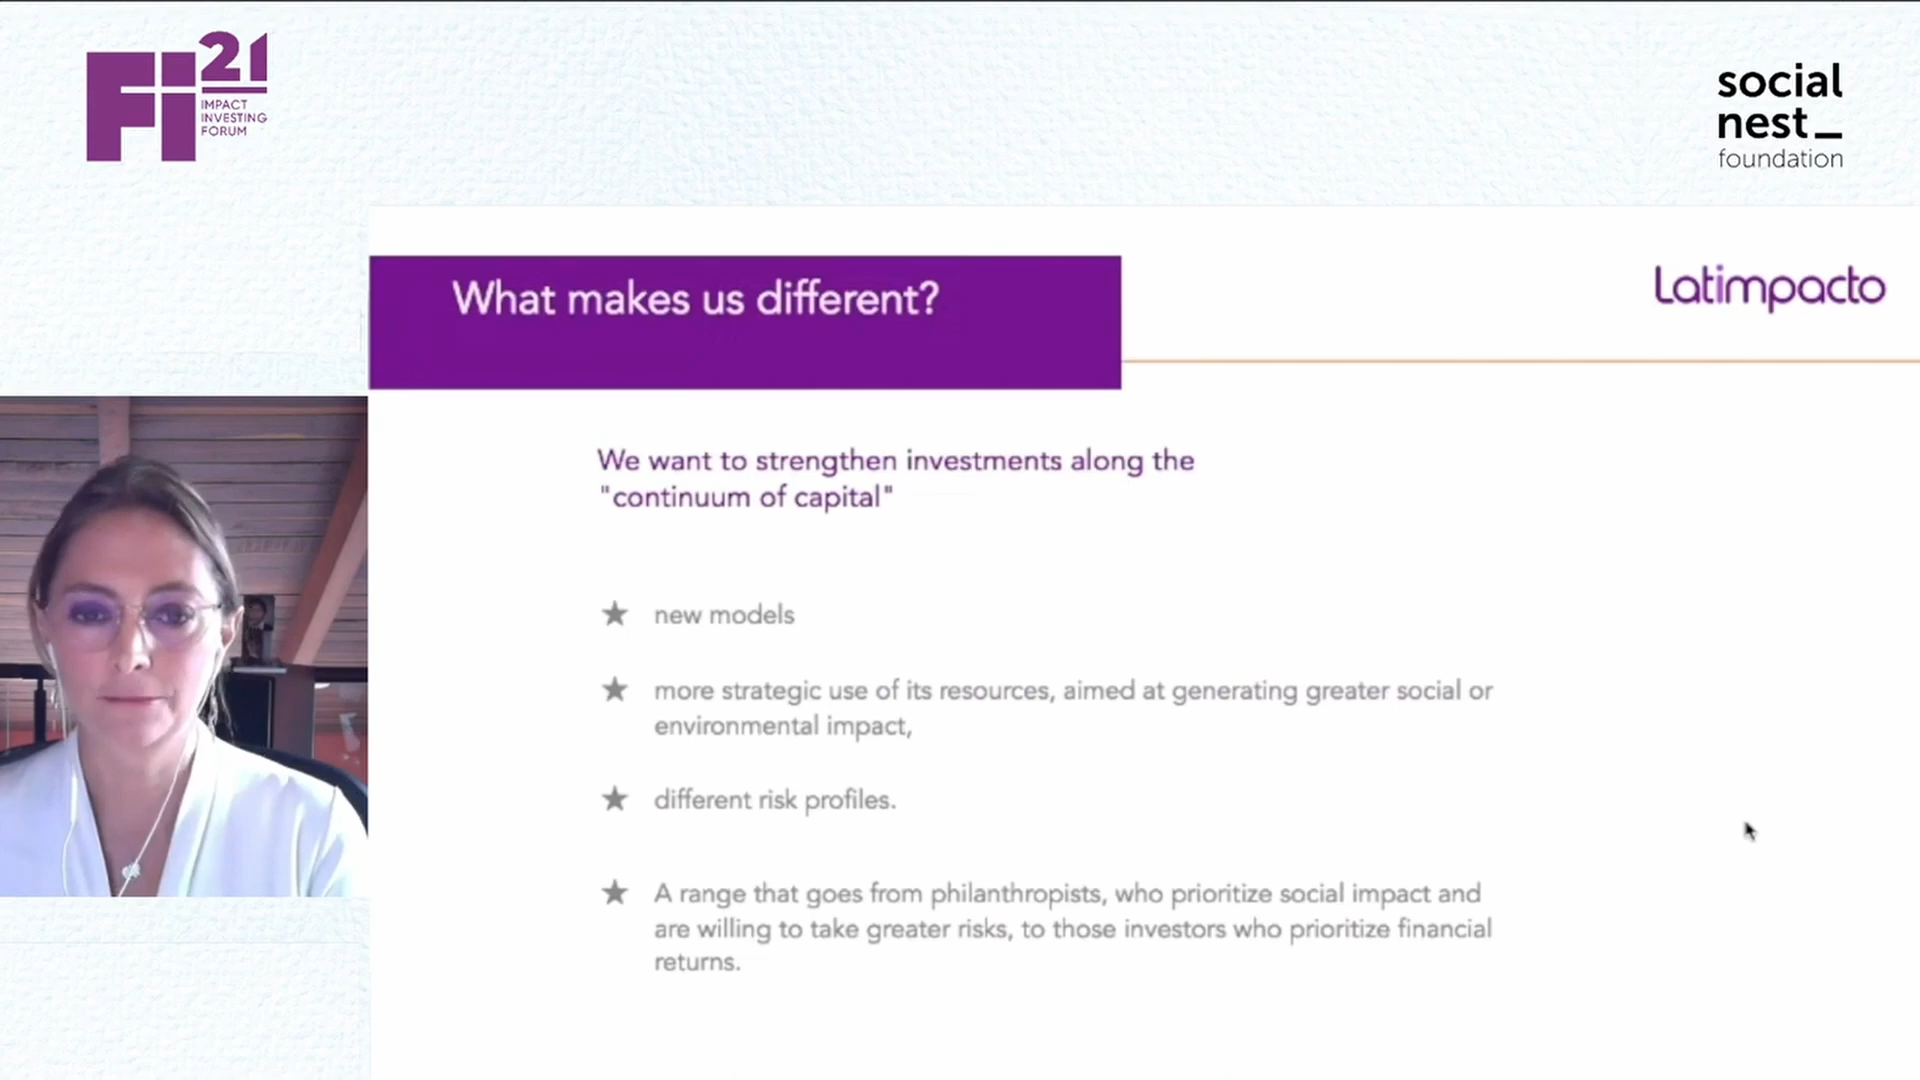 Fi 21
IMPACT
INVESTING
FORUM
social
nest_
foundation
What makes us different?
Latimpacto
We want to strengthen investments along the
"continuum of capital"
new models
more strategic use of its resources, aimed at generating greater social or
environmental impact,
different risk profiles.
A range that goes from philanthropists, who prioritize social impact and
are willing to take greater risks, to those investors who prioritize financial
returns.